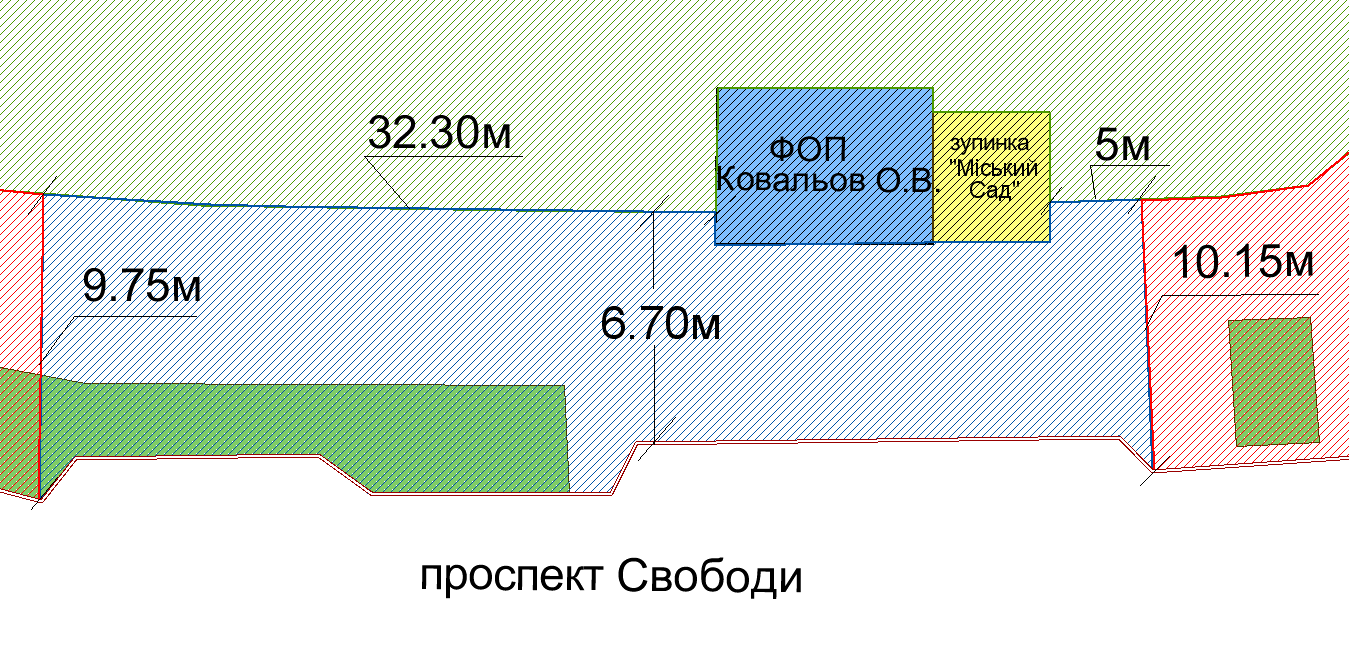 32.30м
ФОП
Ковальов О.В.
зупинка
"Міський
Сад"
5м
9.75м
6.70м
10.15м
проспект Свободи